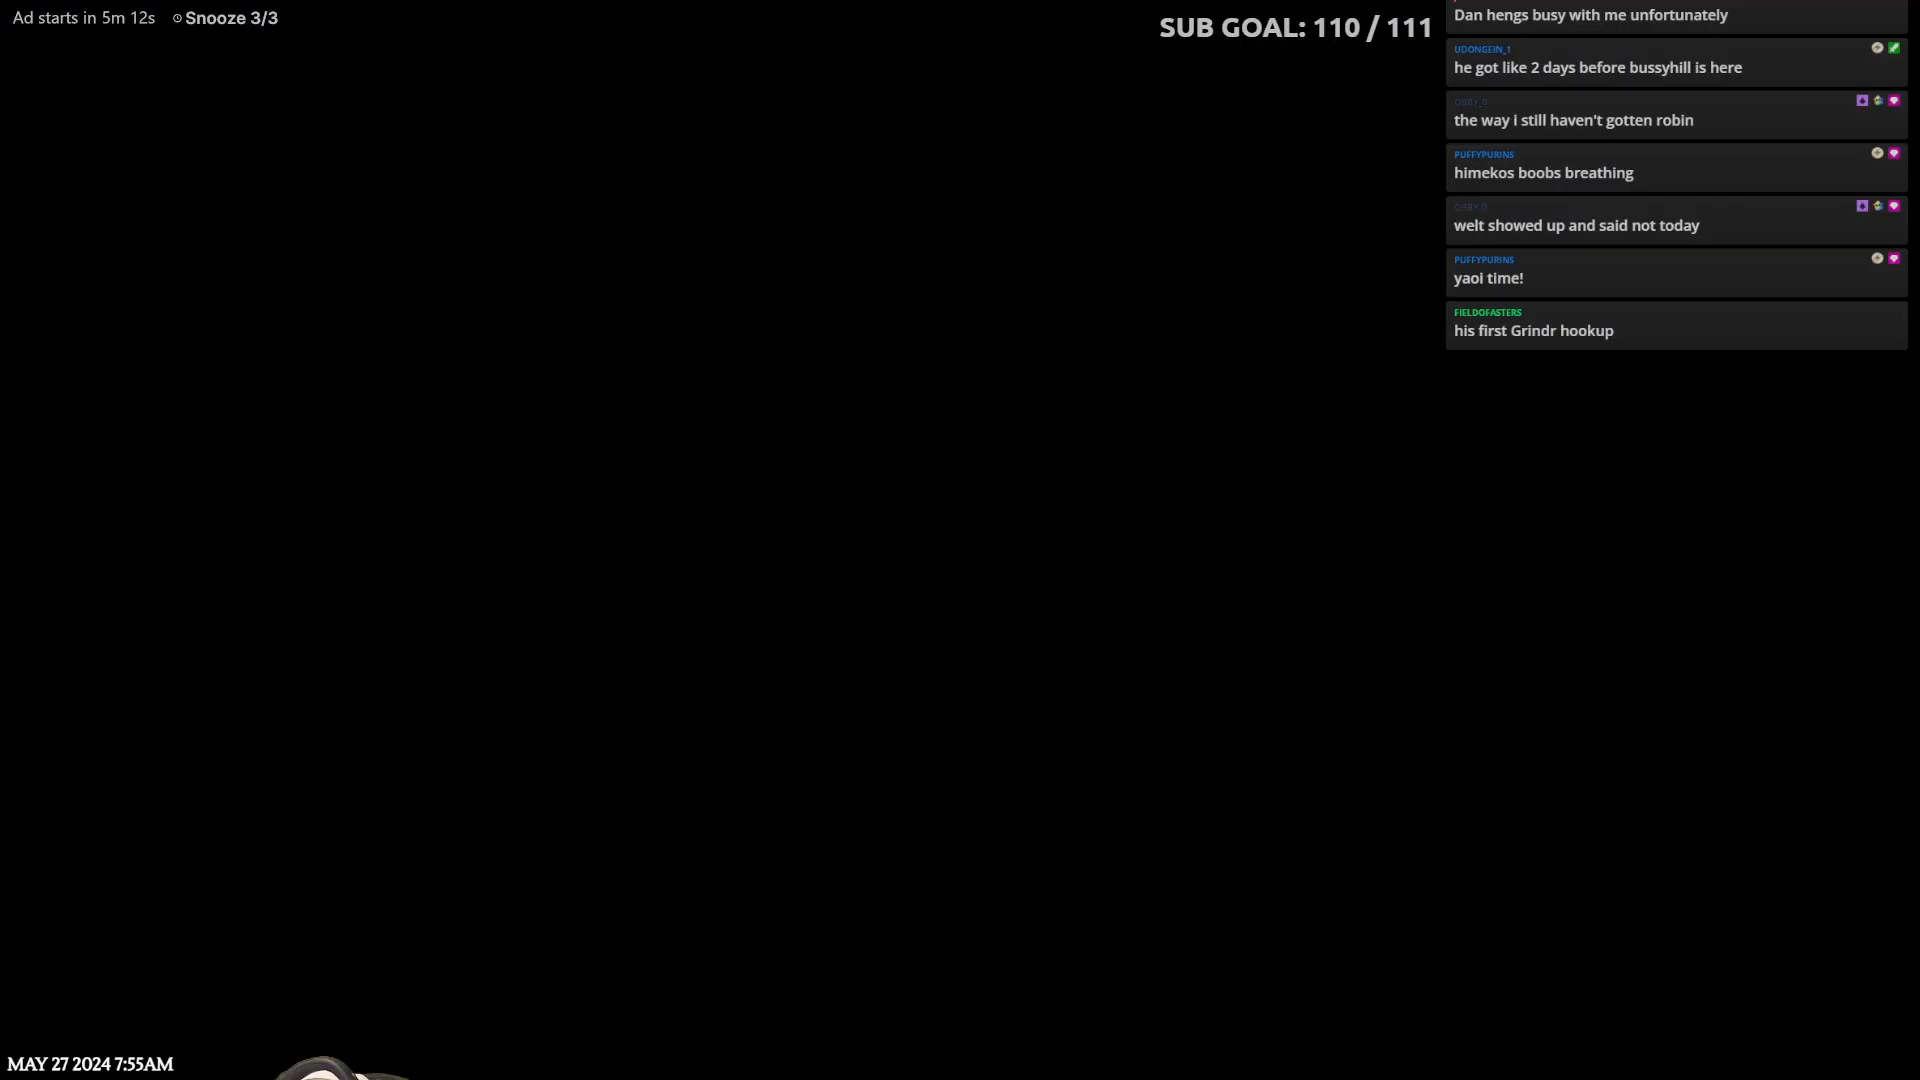 Ad starts in 5m 12s Snooze 3/3
SUB GOAL: 110 / 111
Dan hengs busy with me unfortunately
UDONGEIN_1
he got like 2 days before bussyhill is here
the way i still haven't gotten robin
PUFFYPURINS
himekos boobs breathing
welt showed up and said not today
PUFFYPURINS
yaoi time!
FIELDOFASTERS
his first Grindr hookup
MAY 27 2024 7:55AM